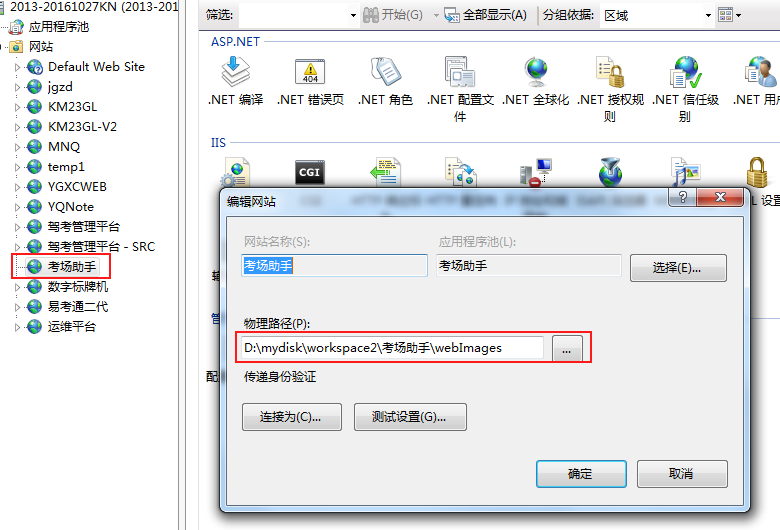 2013-20161027KN (2013-201
应用程序池
网站
Default Web Site
jgzd
KM23GL
KM23GL-V2
MNQ
temp1
YGXCWEB
YQNote
驾考管理平台
驾考管理平台 - SRC
考场助手
数字标牌机
易考通二代
运维平台
筛选:
开始(G)
全部显示(A)
分组依据:
区域
ASP.NET
.NET 编译
.NET 错误页
.NET 角色
.NET 配置文
件
.NET 全球化
.NET 授权规
则
.NET 信任级
别
.NET 用户
IIS
404
CGI
编辑网站
网站名称(S):
应用程序池(L):
考场助手
考场助手
选择(E)...
物理路径(P):
D:\mydisk\workspace2\考场助手\webImages
...
传递身份验证
连接为(C)...
测试设置(G)...
确定
取消
L 设置